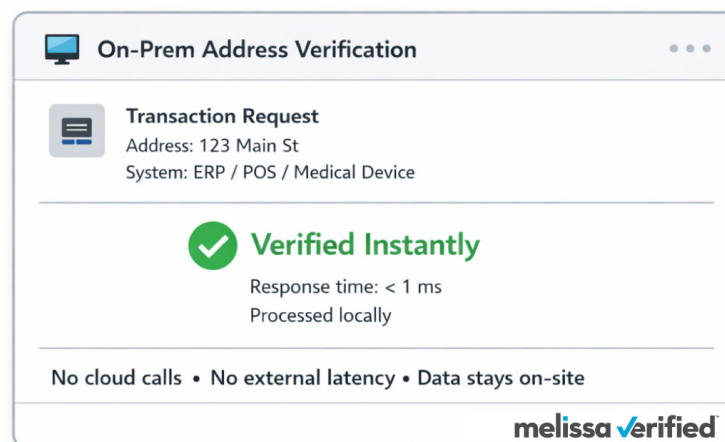 On-Prem Address Verification
Transaction Request
Address: 123 Main St
System: ERP / POS / Medical Device
Verified Instantly
Response time: < 1 ms
Processed locally
No cloud calls • No external latency • Data stays on-site
melissa verified